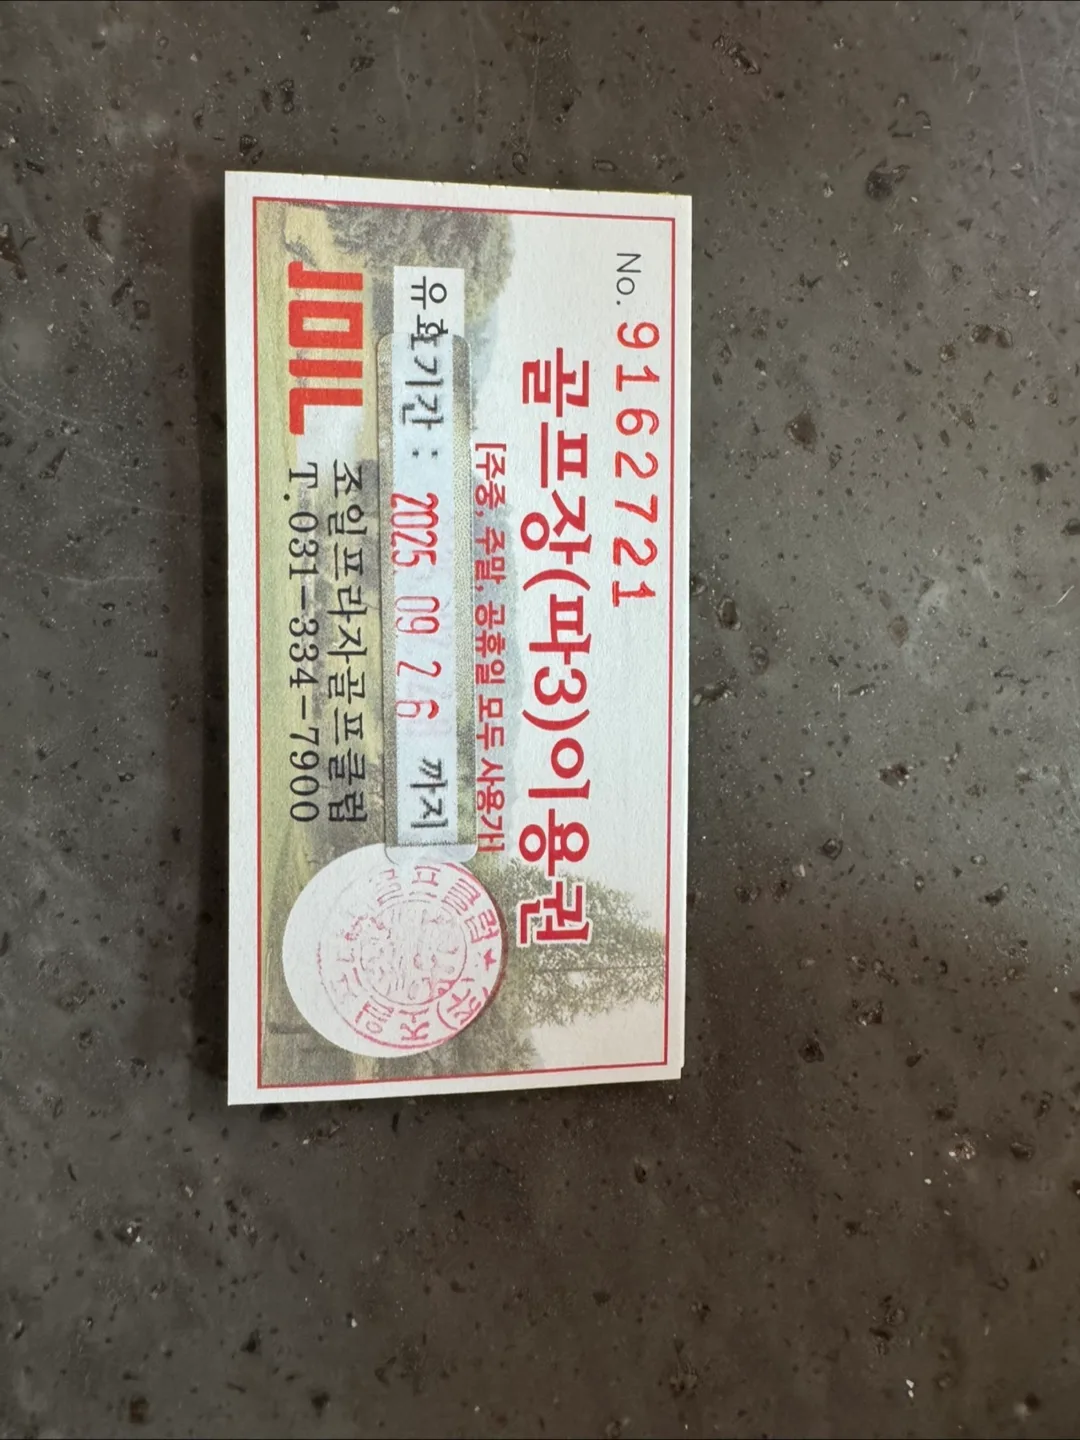 No. 9162721
골프장(파3)이용권
[주중, 주말, 공휴일 모두 사용가]
유효기간 : 2025 09 2 6 까지
JOIL 조일프라자골프클럽
T.031-334-7900